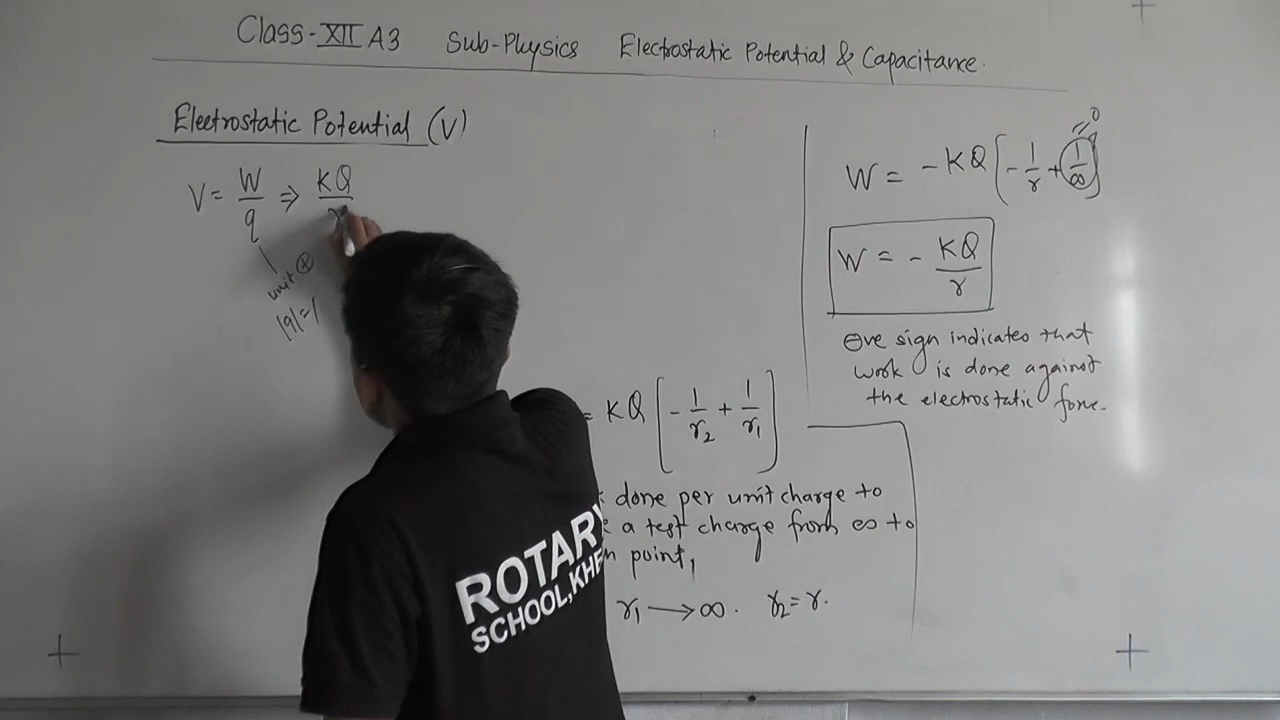 Class-XII A3 Sub-Physics Electrostatic Potential & Capacitance.
Electrostatic Potential (V)
V = W/q ⇒ KQ/r
unit ⊕
|q|=1
= KQ [-1/r₂ + 1/r₁]
done per unit charge to
a test charge from ∞ to
point,
r₁ → ∞. r₂ = r.
W = -KQ [-1/r + 1/∞] 0
W = - KQ/r
⊖ve sign indicates that
work is done against
the electrostatic force.
ROTARY
SCHOOL, KHE